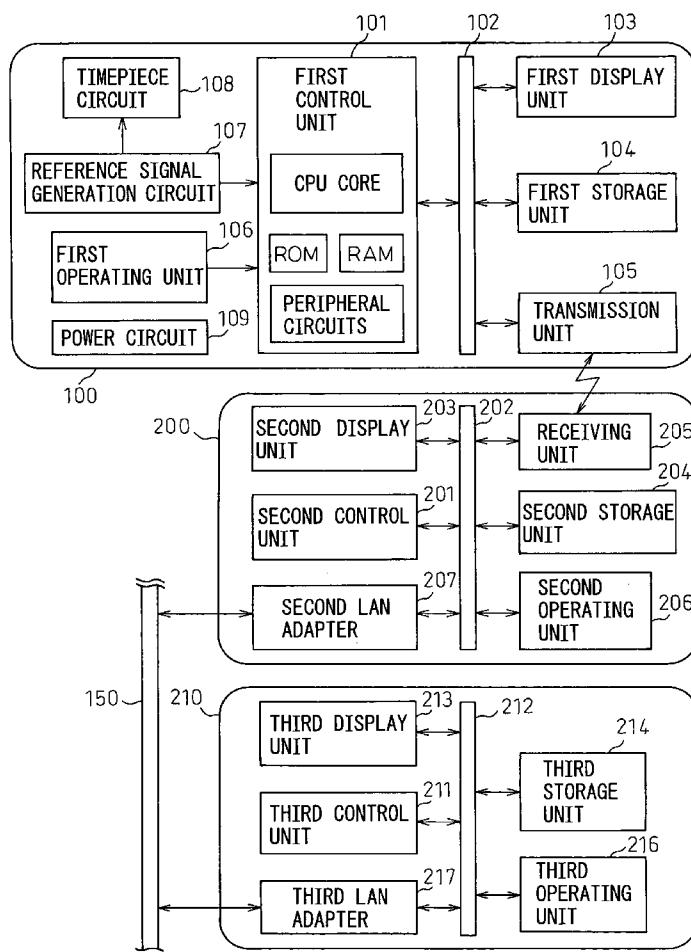 101
102
103
TIMEPIECE
CIRCUIT
108
FIRST
CONTROL
UNIT
FIRST DISPLAY
UNIT
107
REFERENCE SIGNAL
GENERATION CIRCUIT
CPU CORE
104
FIRST STORAGE
UNIT
106
FIRST
OPERATING UNIT
ROM
RAM
105
PERIPHERAL
CIRCUITS
TRANSMISSION
UNIT
POWER CIRCUIT
109
100
200
203
202
SECOND DISPLAY
UNIT
RECEIVING
UNIT
205
201
204
SECOND CONTROL
UNIT
SECOND STORAGE
UNIT
207
SECOND LAN
ADAPTER
SECOND
OPERATING
UNIT
206
150
210
213
212
THIRD DISPLAY
UNIT
214
THIRD
STORAGE
UNIT
211
THIRD CONTROL
UNIT
216
217
THIRD LAN
ADAPTER
THIRD
OPERATING
UNIT